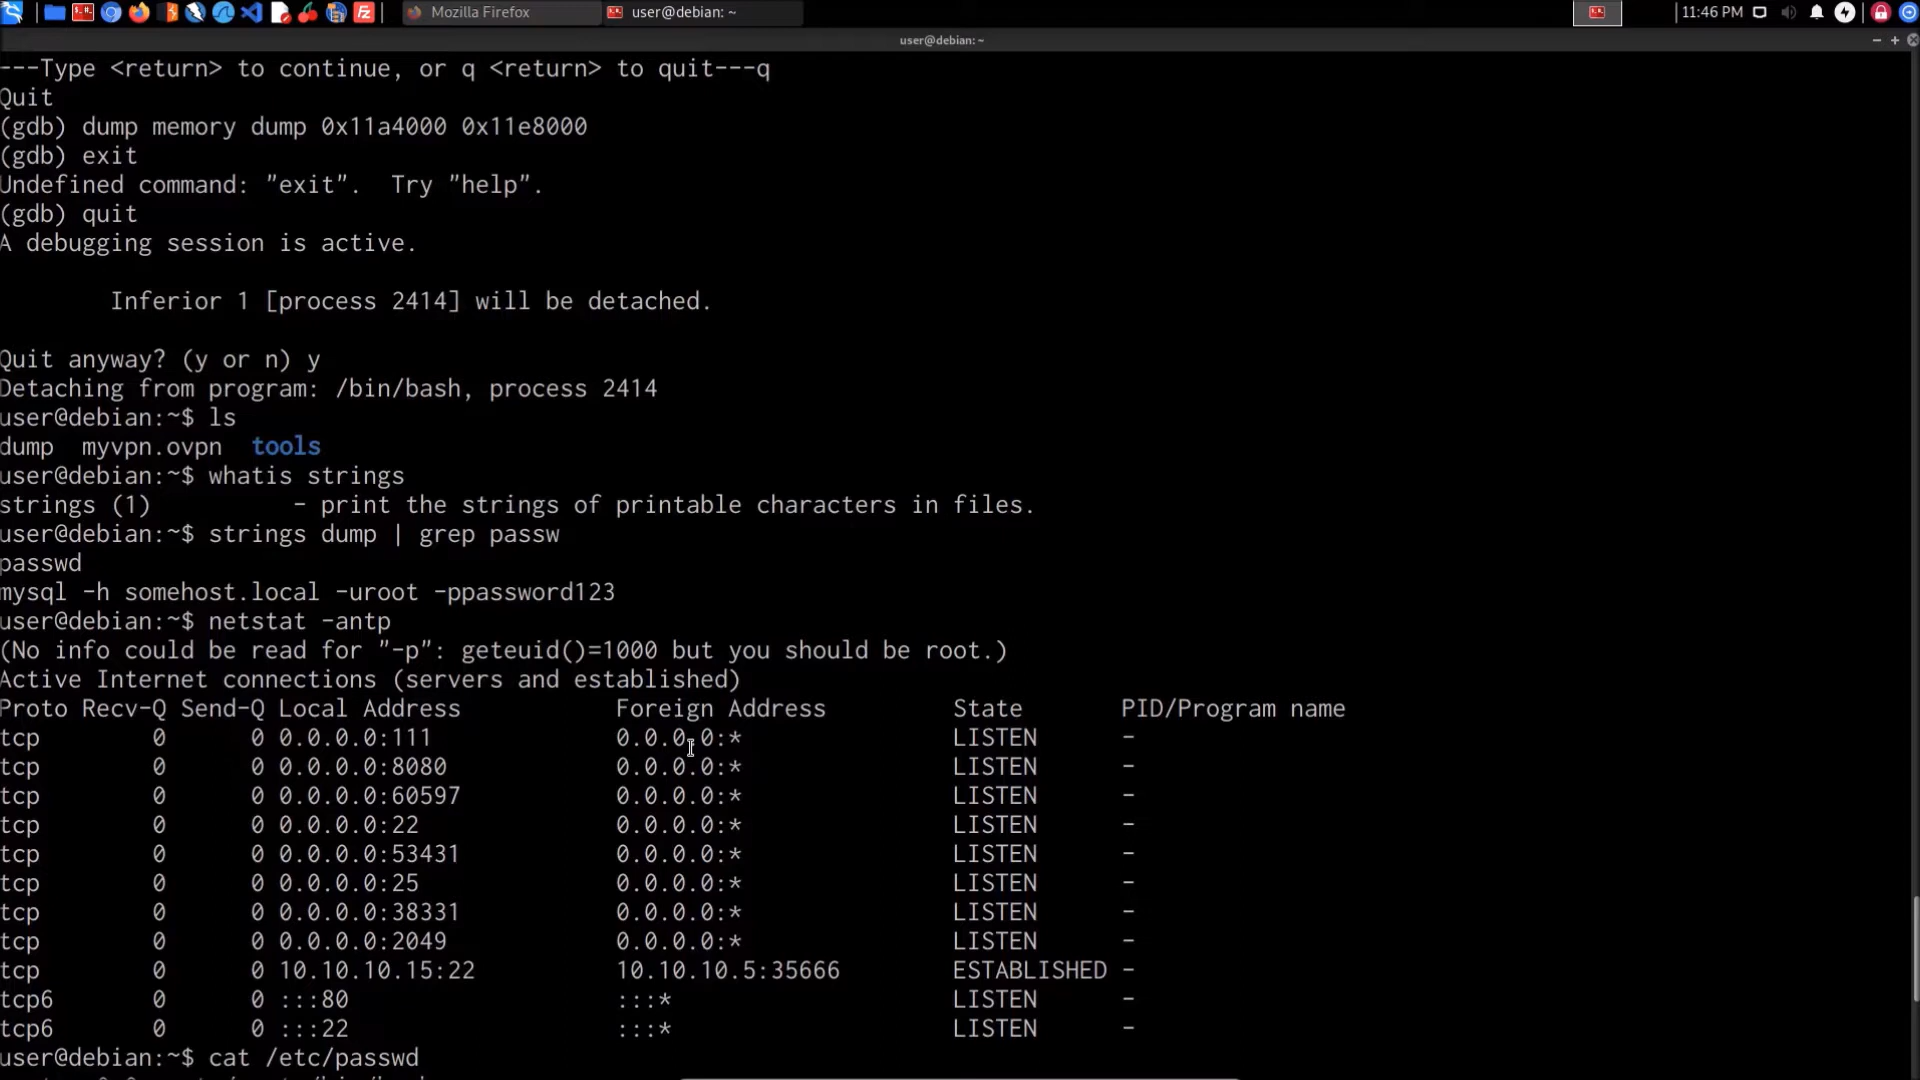 Mozilla Firefox
user@debian: ~
11:46 PM
user@debian: ~
---Type <return> to continue, or q <return> to quit---q
Quit
(gdb) dump memory dump 0x11a4000 0x11e8000
(gdb) exit
Undefined command: "exit".  Try "help".
(gdb) quit
A debugging session is active.
Inferior 1 [process 2414] will be detached.
Quit anyway? (y or n) y
Detaching from program: /bin/bash, process 2414
user@debian:~$ ls
dump  myvpn.ovpn  tools
user@debian:~$ whatis strings
strings (1)          - print the strings of printable characters in files.
user@debian:~$ strings dump | grep passw
passwd
mysql -h somehost.local -uroot -ppassword123
user@debian:~$ netstat -antp
(No info could be read for "-p": geteuid()=1000 but you should be root.)
Active Internet connections (servers and established)
Proto Recv-Q Send-Q Local Address           Foreign Address         State       PID/Program name
tcp        0      0 0.0.0.0:111             0.0.0.0:*               LISTEN      -
tcp        0      0 0.0.0.0:8080            0.0.0.0:*               LISTEN      -
tcp        0      0 0.0.0.0:60597           0.0.0.0:*               LISTEN      -
tcp        0      0 0.0.0.0:22              0.0.0.0:*               LISTEN      -
tcp        0      0 0.0.0.0:53431           0.0.0.0:*               LISTEN      -
tcp        0      0 0.0.0.0:25              0.0.0.0:*               LISTEN      -
tcp        0      0 0.0.0.0:38331           0.0.0.0:*               LISTEN      -
tcp        0      0 0.0.0.0:2049            0.0.0.0:*               LISTEN      -
tcp        0      0 10.10.10.15:22          10.10.10.5:35666        ESTABLISHED -
tcp6       0      0 :::80                   :::*                    LISTEN      -
tcp6       0      0 :::22                   :::*                    LISTEN      -
user@debian:~$ cat /etc/passwd